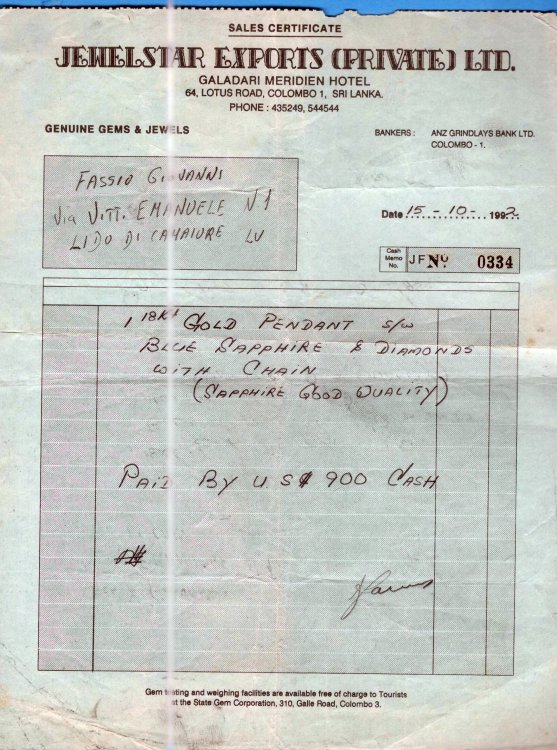 SALES CERTIFICATE
JEWELSTAR EXPORTS (PRIVATE) LTD.
GALADARI MERIDIEN HOTEL
64, LOTUS ROAD, COLOMBO 1, SRI LANKA.
PHONE : 435249, 544544
GENUINE GEMS & JEWELS
BANKERS : ANZ GRINDLAYS BANK LTD.
COLOMBO - 1.
FASSIO GIOVANNI
Via VITT. EMANUELE N 1
LIDO DI CAMAIORE LU
Date 15 - 10 - 1992
Cash Memo No. JF No 0334
1 18Kt GOLD PENDANT S/W
BLUE SAPPHIRE & DIAMONDS
WITH CHAIN
(SAPPHIRE GOOD QUALITY)
PAID BY US$ 900 CASH
Gem testing and weighing facilities are available free of charge to Tourists
at the State Gem Corporation, 310, Galle Road, Colombo 3.